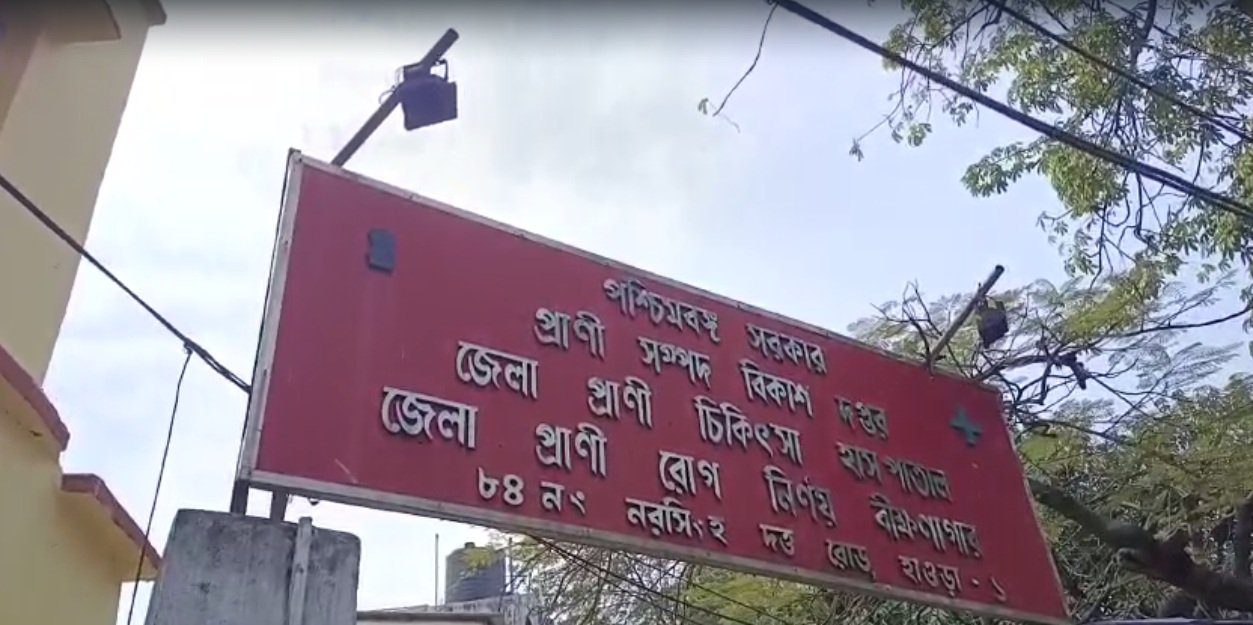 পশ্চিমবঙ্গ সরকার
প্রাণী সম্পদ বিকাশ দপ্তর
জেলা প্রাণী চিকিৎসা হাসপাতাল
জেলা প্রাণী রোগ নির্ণয় বীক্ষণাগার
৮৪ নং নরসিংহ দত্ত রোড, হাওড়া - ১